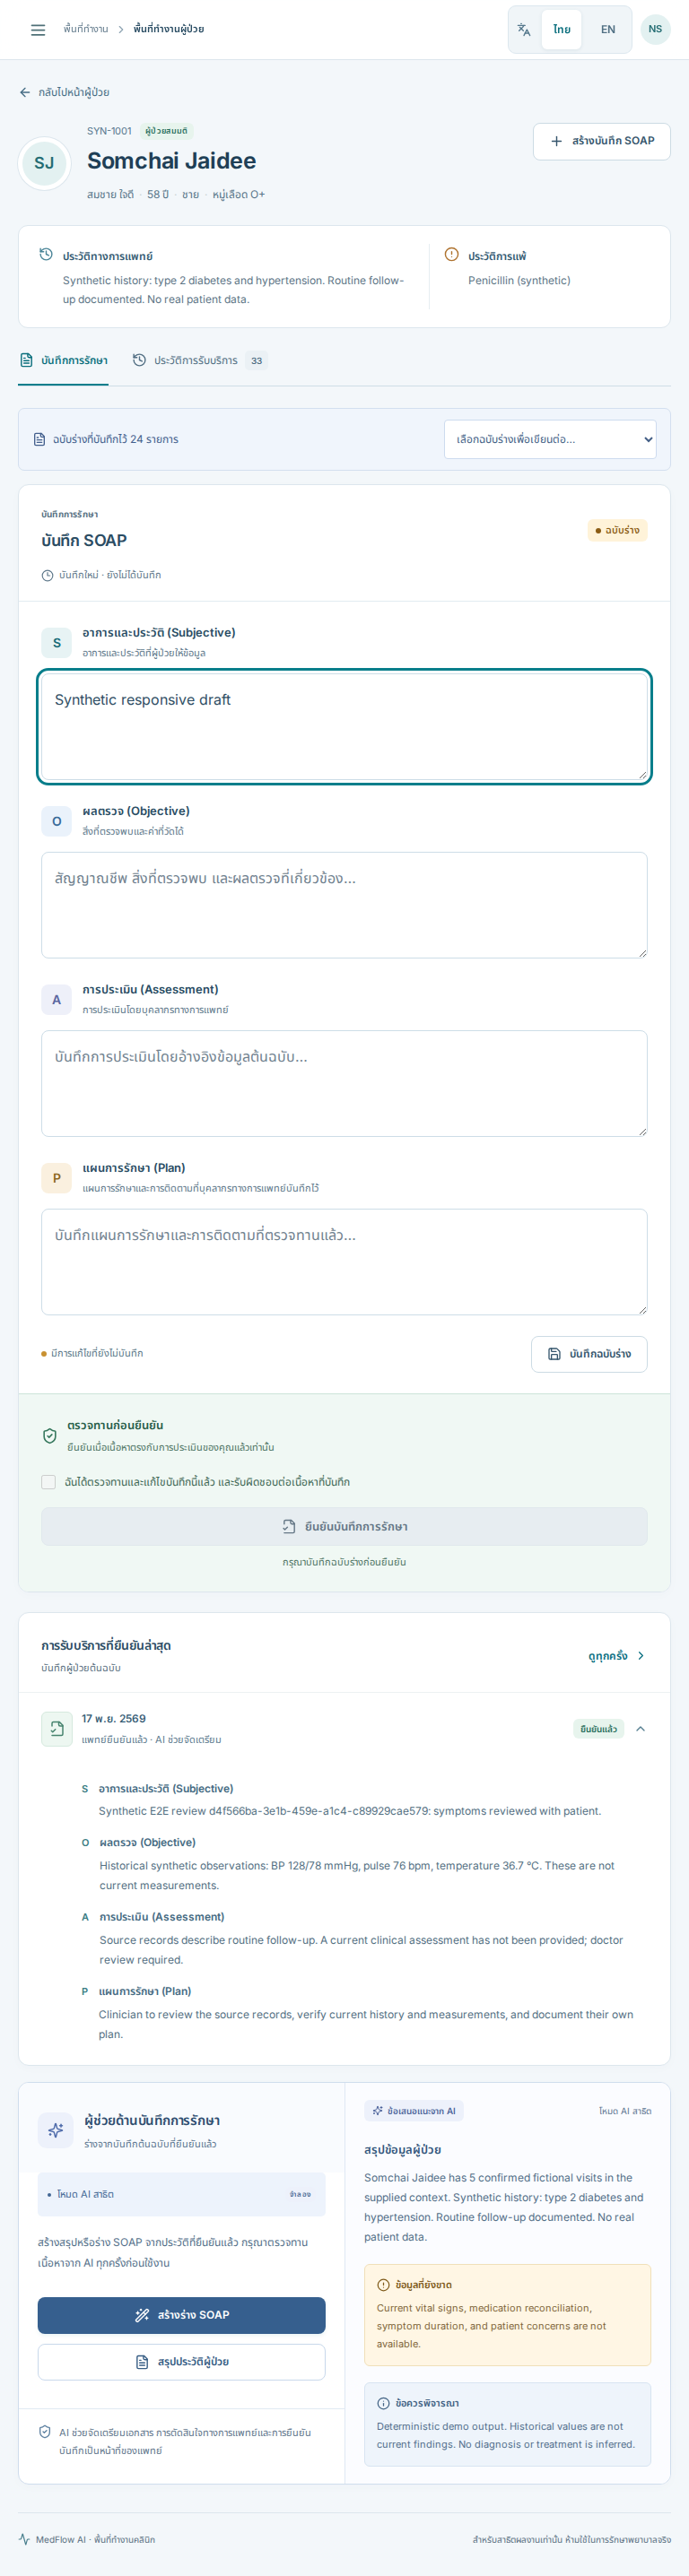 พื้นที่ทำงาน
พื้นที่ทำงานผู้ป่วย
ไทย
EN
NS
กลับไปหน้าผู้ป่วย
SJ
SYN-1001
ผู้ป่วยสมมติ
Somchai Jaidee
สมชาย ใจดี · 58 ปี · ชาย · หมู่เลือด O+
สร้างบันทึก SOAP
ประวัติทางการแพทย์
Synthetic history: type 2 diabetes and hypertension. Routine follow-
up documented. No real patient data.
ประวัติการแพ้
Penicillin (synthetic)
บันทึกการรักษา
ประวัติการรับบริการ
33
ฉบับร่างที่บันทึกไว้ 24 รายการ
เลือกฉบับร่างเพื่อเขียนต่อ...
บันทึกการรักษา
บันทึก SOAP
ฉบับร่าง
บันทึกใหม่ · ยังไม่ได้บันทึก
S
อาการและประวัติ (Subjective)
อาการและประวัติที่ผู้ป่วยให้ข้อมูล
Synthetic responsive draft
O
ผลตรวจ (Objective)
สิ่งที่ตรวจพบและค่าที่วัดได้
สัญญาณชีพ สิ่งที่ตรวจพบ และผลตรวจที่เกี่ยวข้อง...
A
การประเมิน (Assessment)
การประเมินโดยบุคลากรทางการแพทย์
บันทึกการประเมินโดยอ้างอิงข้อมูลต้นฉบับ...
P
แผนการรักษา (Plan)
แผนการรักษาและการติดตามที่บุคลากรทางการแพทย์บันทึกไว้
บันทึกแผนการรักษาและการติดตามที่ตรวจทานแล้ว...
มีการแก้ไขที่ยังไม่บันทึก
บันทึกฉบับร่าง
ตรวจทานก่อนยืนยัน
ยืนยันเมื่อเนื้อหาตรงกับการประเมินของคุณแล้วเท่านั้น
ฉันได้ตรวจทานและแก้ไขบันทึกนี้แล้ว และรับผิดชอบต่อเนื้อหาที่บันทึก
ยืนยันบันทึกการรักษา
กรุณาบันทึกฉบับร่างก่อนยืนยัน
การรับบริการที่ยืนยันล่าสุด
บันทึกผู้ป่วยต้นฉบับ
ดูทุกครั้ง
17 พ.ย. 2569
แพทย์ยืนยันแล้ว · AI ช่วยจัดเตรียม
ยืนยันแล้ว
S อาการและประวัติ (Subjective)
Synthetic E2E review d4f566ba-3e1b-459e-a1c4-c89929cae579: symptoms reviewed with patient.
O ผลตรวจ (Objective)
Historical synthetic observations: BP 128/78 mmHg, pulse 76 bpm, temperature 36.7 °C. These are not
current measurements.
A การประเมิน (Assessment)
Source records describe routine follow-up. A current clinical assessment has not been provided; doctor
review required.
P แผนการรักษา (Plan)
Clinician to review the source records, verify current history and measurements, and document their own
plan.
ผู้ช่วยด้านบันทึกการรักษา
ร่างจากบันทึกต้นฉบับที่ยืนยันแล้ว
โหมด AI สาธิต
จำลอง
สร้างสรุปหรือร่าง SOAP จากประวัติที่ยืนยันแล้ว กรุณาตรวจทาน
เนื้อหาจาก AI ทุกครั้งก่อนใช้งาน
สร้างร่าง SOAP
สรุปประวัติผู้ป่วย
AI ช่วยจัดเตรียมเอกสาร การตัดสินใจทางการแพทย์และการยืนยัน
บันทึกเป็นหน้าที่ของแพทย์
ข้อเสนอแนะจาก AI
โหมด AI สาธิต
สรุปข้อมูลผู้ป่วย
Somchai Jaidee has 5 confirmed fictional visits in the
supplied context. Synthetic history: type 2 diabetes and
hypertension. Routine follow-up documented. No real
patient data.
ข้อมูลที่ยังขาด
Current vital signs, medication reconciliation,
symptom duration, and patient concerns are not
available.
ข้อควรพิจารณา
Deterministic demo output. Historical values are not
current findings. No diagnosis or treatment is inferred.
MedFlow AI · พื้นที่ทำงานคลินิก
สำหรับสาธิตผลงานเท่านั้น ห้ามใช้ในการรักษาพยาบาลจริง